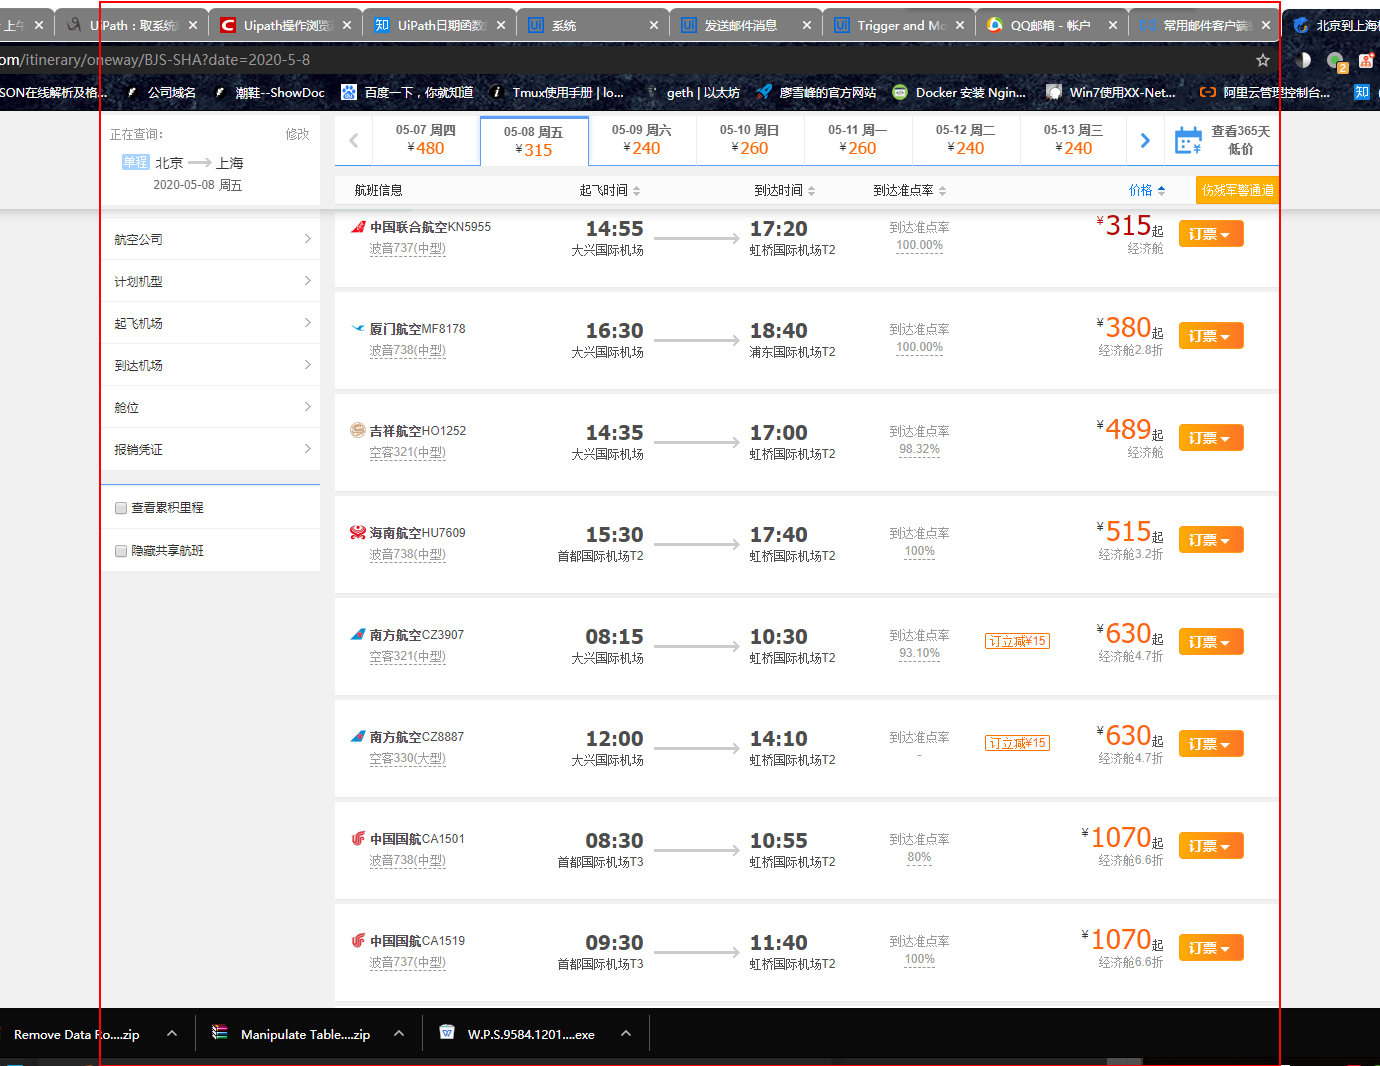 上午
UiPath：取系统
Uipath操作浏览
UiPath日期函数
系统
发送邮件消息
Trigger and Mo
QQ邮箱 - 帐户
常用邮件客户端
北京到上海
om/itinerary/oneway/BJS-SHA?date=2020-5-8
2
SON在线解析及格...
公司域名
潮鞋--ShowDoc
百度一下，你就知道
Tmux使用手册 | lo...
geth | 以太坊
廖雪峰的官方网站
Docker 安装 Ngin...
Win7使用XX-Net...
阿里云管理控制台...
知
正在查询：
修改
单程 北京 上海
2020-05-08 周五
05-07 周四
¥480
05-08 周五
¥315
05-09 周六
¥240
05-10 周日
¥260
05-11 周一
¥260
05-12 周二
¥240
05-13 周三
¥240
查看365天
低价
航班信息
起飞时间
到达时间
到达准点率
价格
伤残军警通道
航空公司
计划机型
起飞机场
到达机场
舱位
报销凭证
查看累积里程
隐藏共享航班
中国联合航空KN5955
波音737(中型)
14:55
大兴国际机场
17:20
虹桥国际机场T2
到达准点率
100.00%
¥315起
经济舱
订票
厦门航空MF8178
波音738(中型)
16:30
大兴国际机场
18:40
浦东国际机场T2
到达准点率
100.00%
¥380起
经济舱2.8折
订票
吉祥航空HO1252
空客321(中型)
14:35
大兴国际机场
17:00
虹桥国际机场T2
到达准点率
98.32%
¥489起
经济舱
订票
海南航空HU7609
波音738(中型)
15:30
首都国际机场T2
17:40
虹桥国际机场T2
到达准点率
100%
¥515起
经济舱3.2折
订票
南方航空CZ3907
空客321(中型)
08:15
大兴国际机场
10:30
虹桥国际机场T2
到达准点率
93.10%
订立减¥15
¥630起
经济舱4.7折
订票
南方航空CZ8887
空客330(大型)
12:00
大兴国际机场
14:10
虹桥国际机场T2
到达准点率
-
订立减¥15
¥630起
经济舱4.7折
订票
中国国航CA1501
波音738(中型)
08:30
首都国际机场T3
10:55
虹桥国际机场T2
到达准点率
80%
¥1070起
经济舱6.6折
订票
中国国航CA1519
波音737(中型)
09:30
首都国际机场T3
11:40
虹桥国际机场T2
到达准点率
100%
¥1070起
经济舱6.6折
订票
Remove Data Ro....zip
Manipulate Table....zip
W.P.S.9584.1201....exe